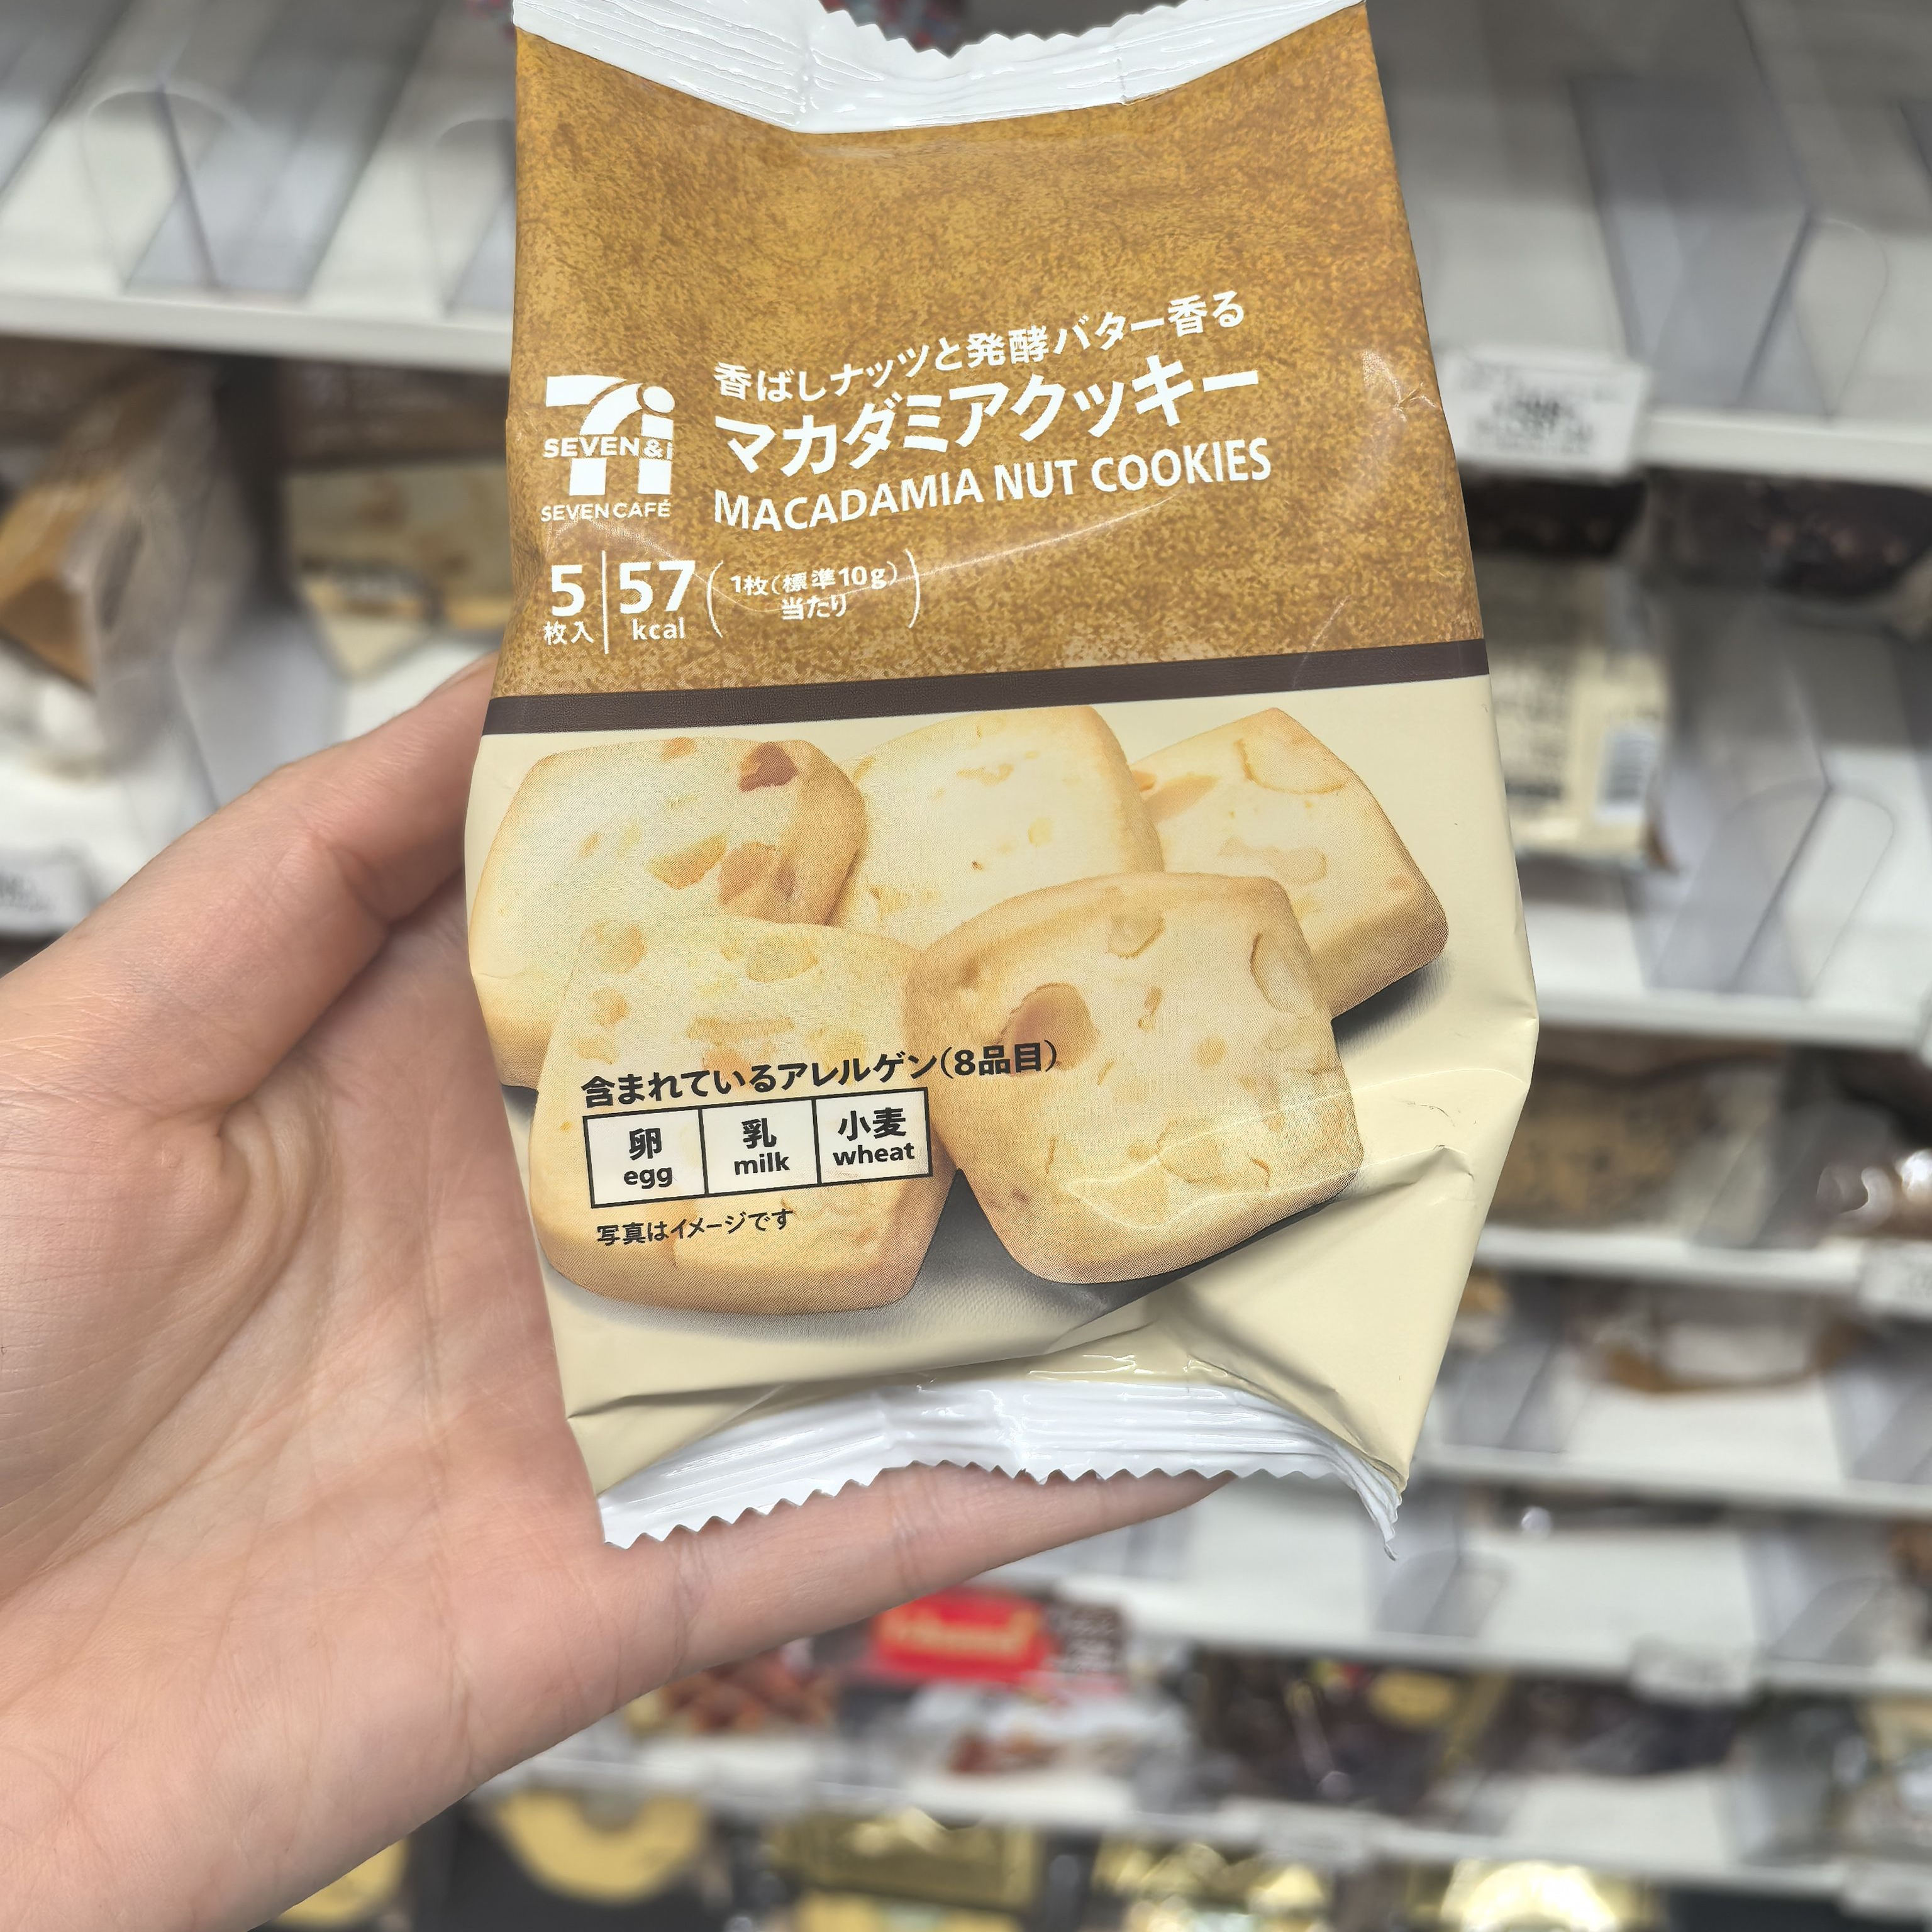 香ばしナッツと発酵バター香る
マカダミアクッキー
MACADAMIA NUT COOKIES
SEVEN&i
SEVEN CAFÉ
5枚入
57kcal
1枚(標準10g)
当たり
含まれているアレルゲン(8品目)
卵 乳 小麦
egg milk wheat
写真はイメージです